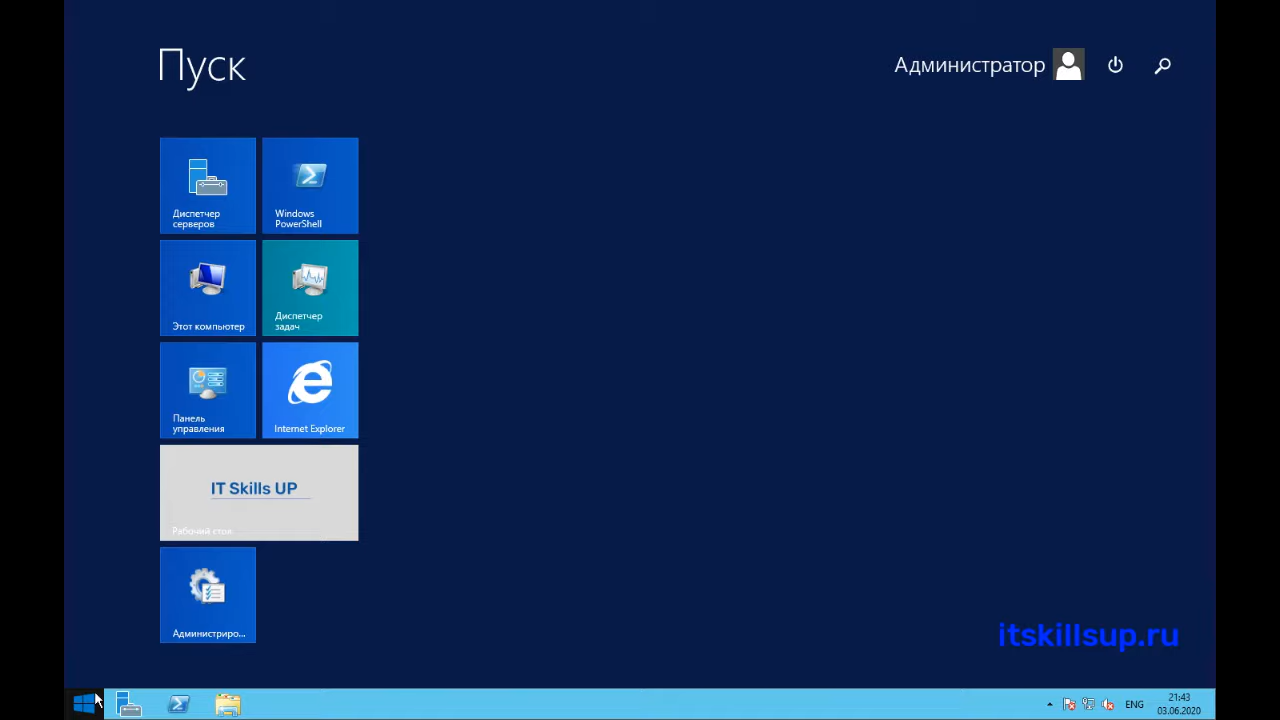 Пуск
Администратор
Диспетчер
серверов
Windows
PowerShell
Этот компьютер
Диспетчер
задач
Панель
управления
Internet Explorer
IT Skills UP
Рабочий стол
Администриро...
itskillsup.ru
ENG
21:43
03.06.2020